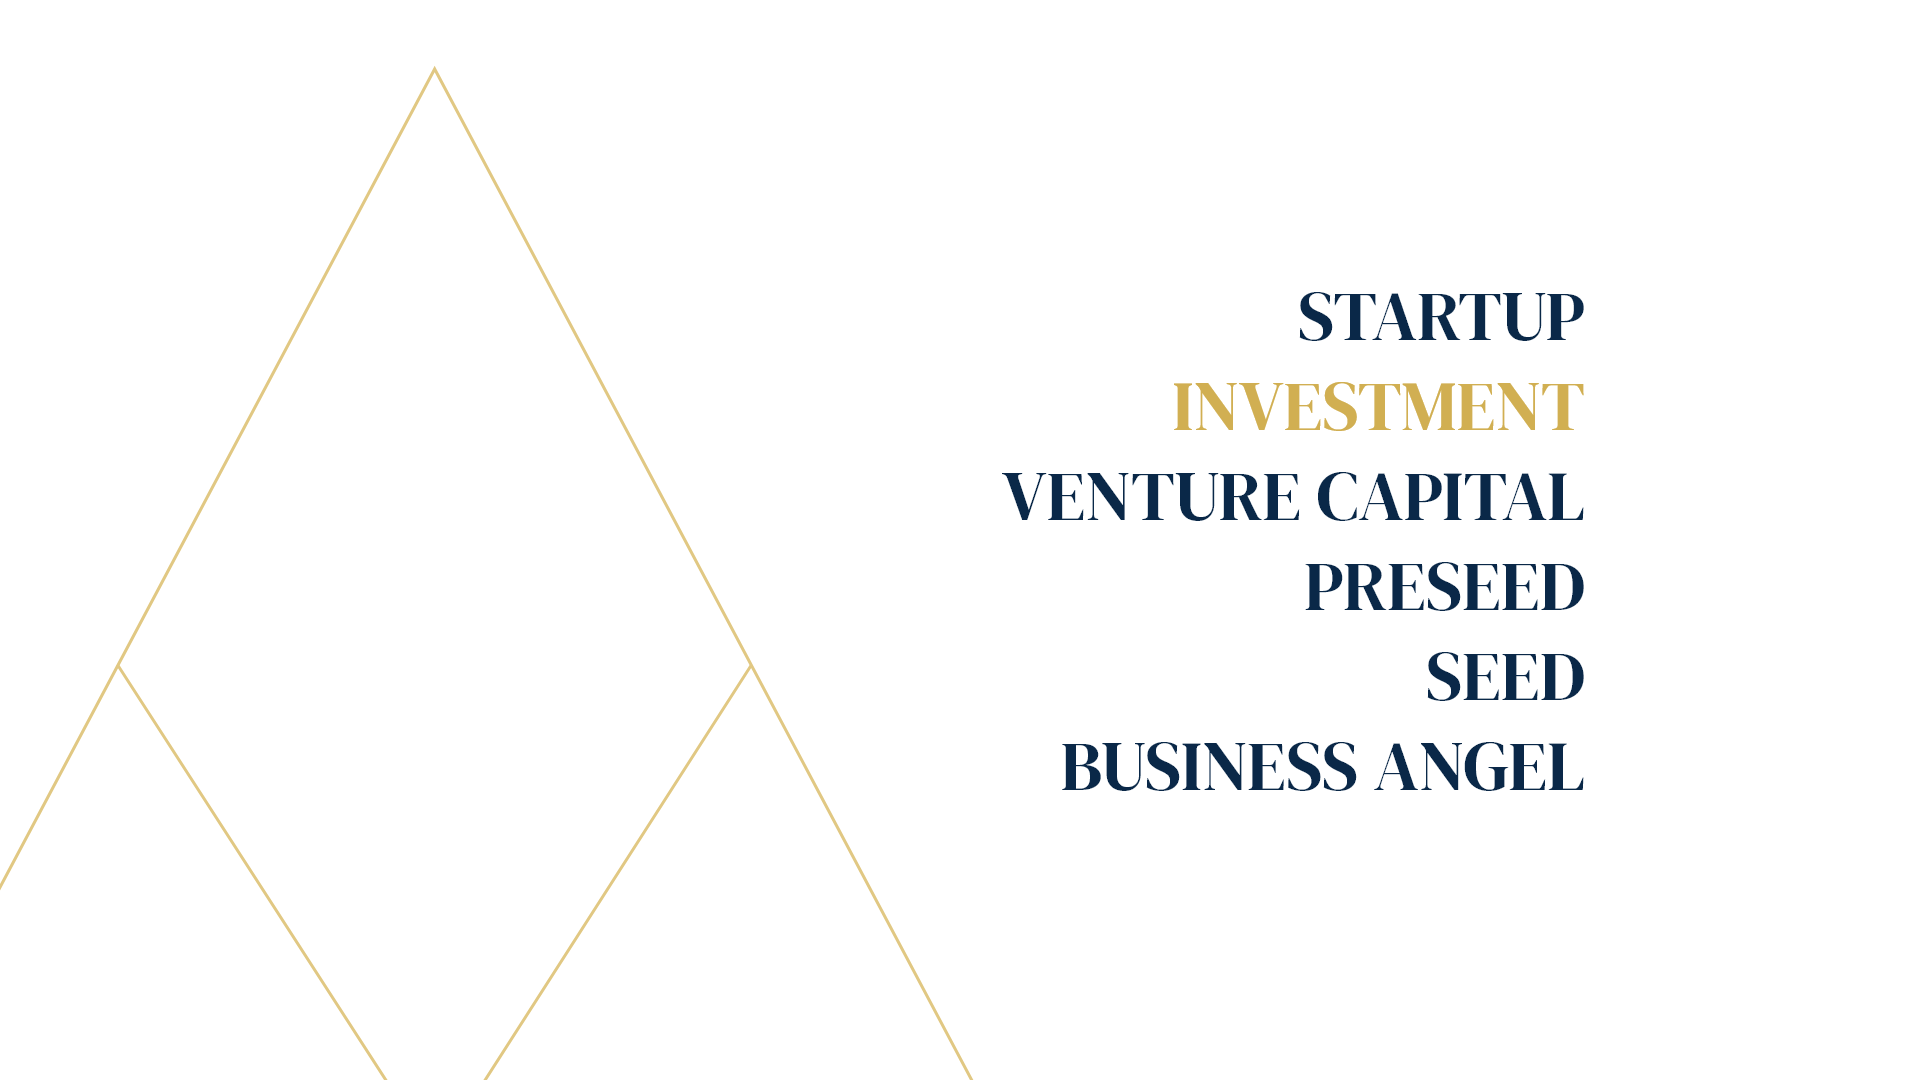 STARTUP
INVESTMENT
VENTURE CAPITAL
PRESEED
SEED
BUSINESS ANGEL